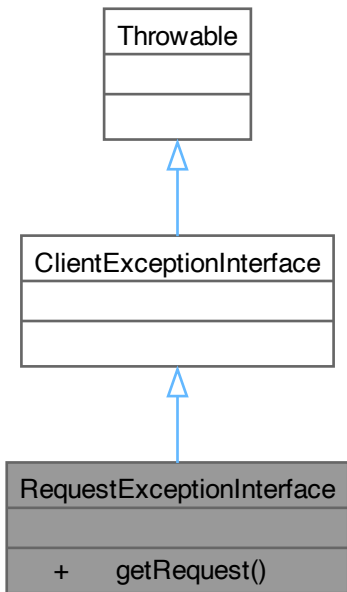 Throwable
ClientExceptionInterface
RequestExceptionInterface
+ getRequest()